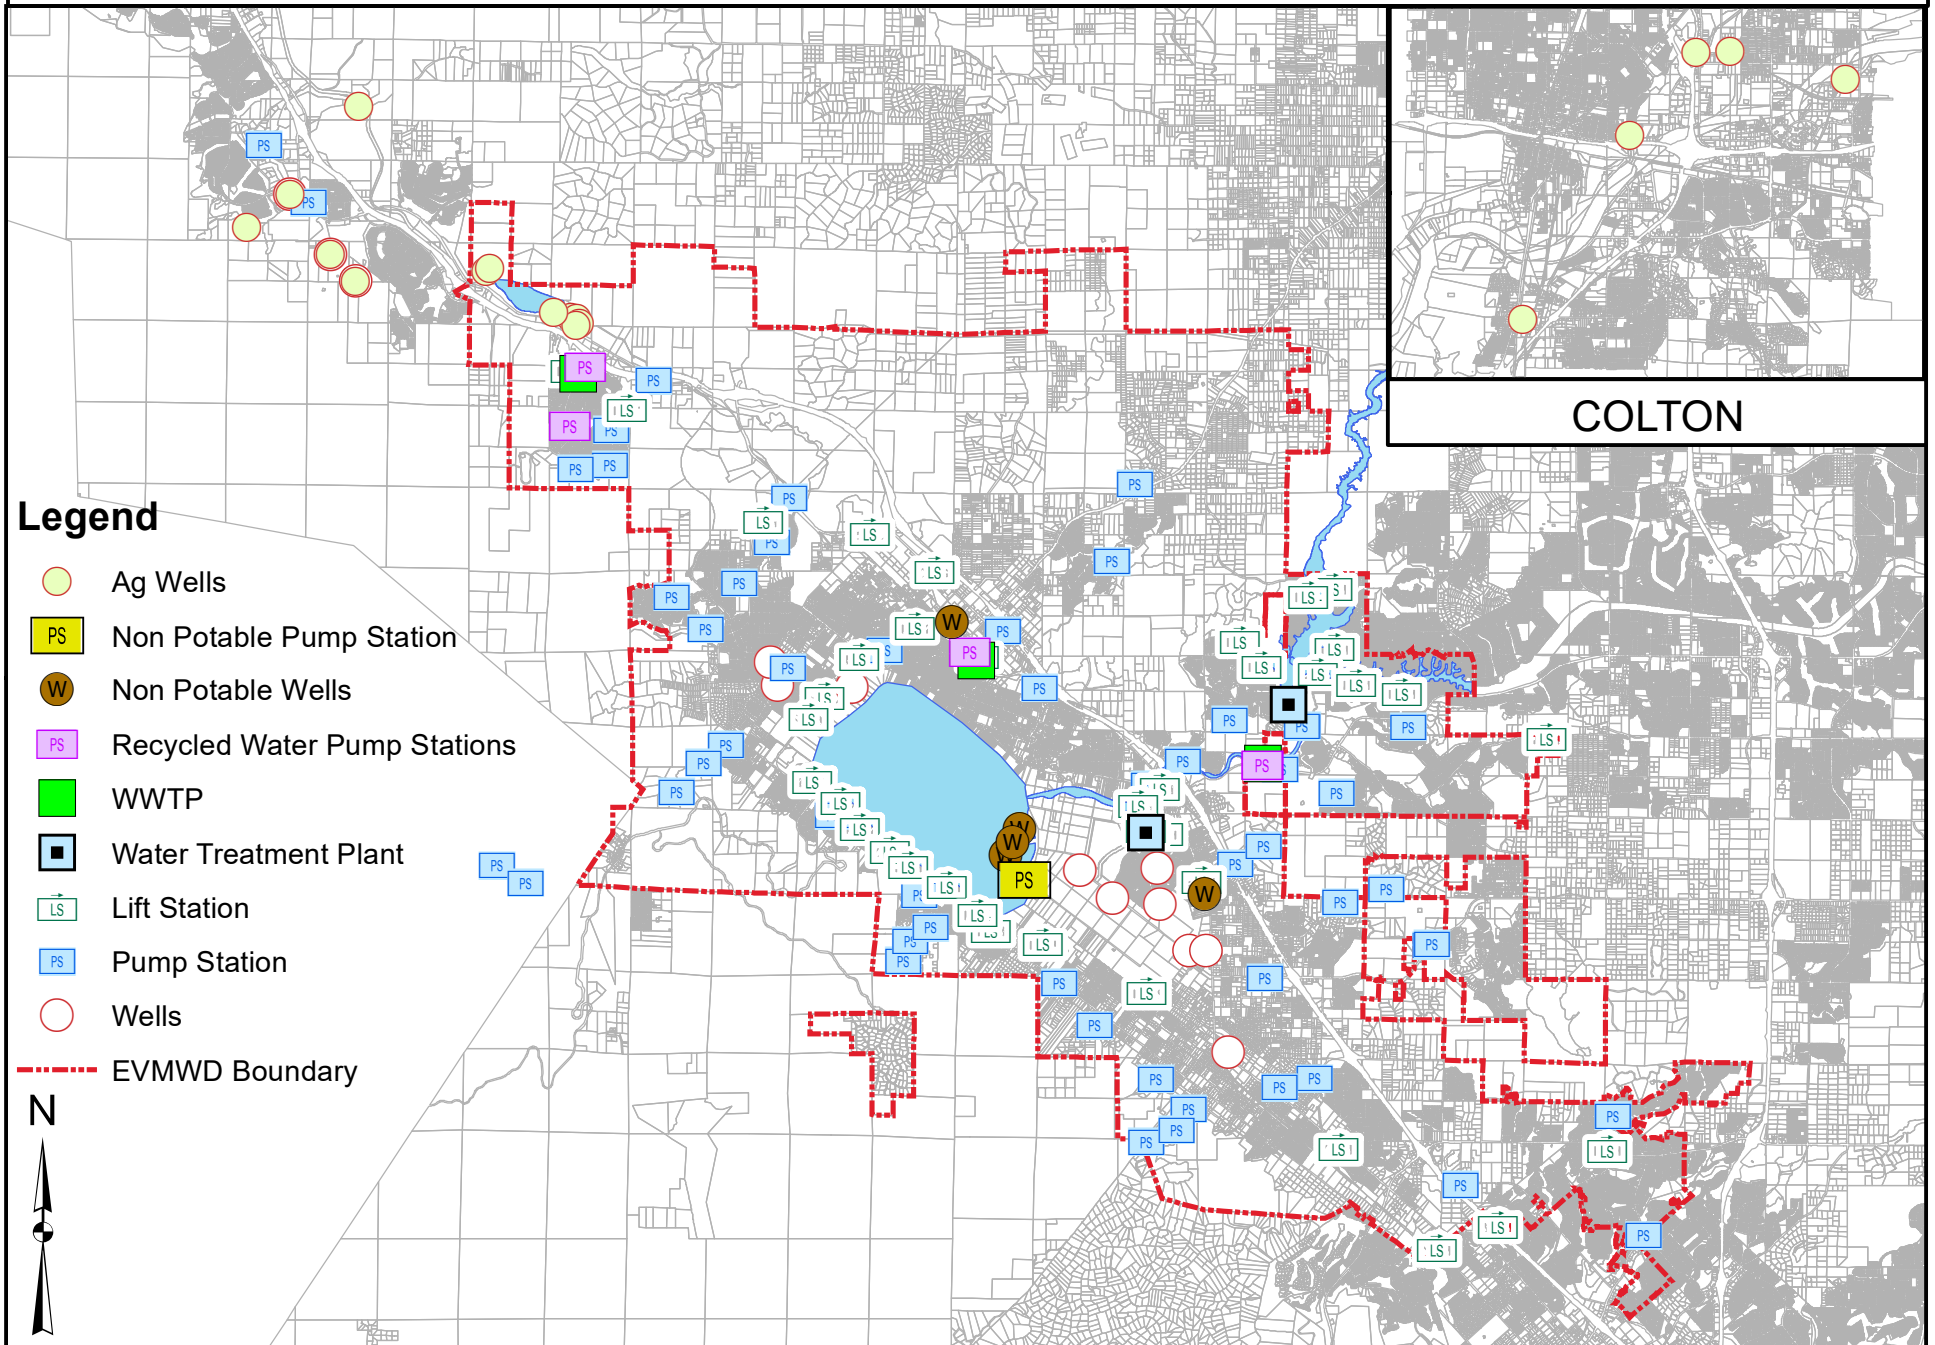 COLTON
Legend
Ag Wells
PS Non Potable Pump Station
W Non Potable Wells
PS Recycled Water Pump Stations
WWTP
Water Treatment Plant
LS Lift Station
PS Pump Station
Wells
EVMWD Boundary
N